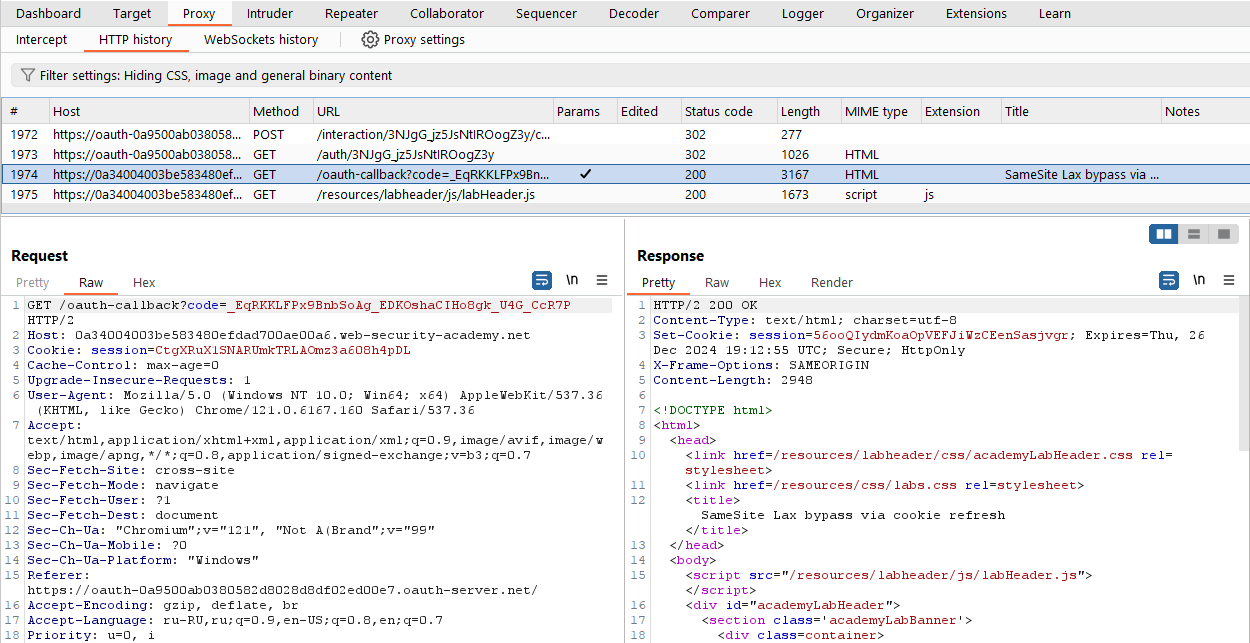 Dashboard Target Proxy Intruder Repeater Collaborator Sequencer Decoder Comparer Logger Organizer Extensions Learn
Intercept HTTP history WebSockets history Proxy settings
Filter settings: Hiding CSS, image and general binary content
# Host Method URL Params Edited Status code Length MIME type Extension Title Notes
1972 https://oauth-0a9500ab038058... POST /interaction/3NJgG_jz5JsNtIROogZ3y/c... 302 277
1973 https://oauth-0a9500ab038058... GET /auth/3NJgG_jz5JsNtIROogZ3y 302 1026 HTML
1974 https://0a34004003be583480ef... GET /oauth-callback?code=_EqRKKLFPx9Bn... ✓ 200 3167 HTML SameSite Lax bypass via ...
1975 https://0a34004003be583480ef... GET /resources/labheader/js/labHeader.js 200 1673 script js
Request
Pretty Raw Hex \n
1 GET /oauth-callback?code=_EqRKKLFPx9BnbSoAg_EDKOshaCIHo8gk_U4G_CcR7P
HTTP/2
2 Host: 0a34004003be583480efdad700ae00a6.web-security-academy.net
3 Cookie: session=CtgXRuX1SNARUmkTRLAOmz3a608h4pDL
4 Cache-Control: max-age=0
5 Upgrade-Insecure-Requests: 1
6 User-Agent: Mozilla/5.0 (Windows NT 10.0; Win64; x64) AppleWebKit/537.36
(KHTML, like Gecko) Chrome/121.0.6167.160 Safari/537.36
7 Accept:
text/html,application/xhtml+xml,application/xml;q=0.9,image/avif,image/w
ebp,image/apng,*/*;q=0.8,application/signed-exchange;v=b3;q=0.7
8 Sec-Fetch-Site: cross-site
9 Sec-Fetch-Mode: navigate
10 Sec-Fetch-User: ?1
11 Sec-Fetch-Dest: document
12 Sec-Ch-Ua: "Chromium";v="121", "Not A(Brand";v="99"
13 Sec-Ch-Ua-Mobile: ?0
14 Sec-Ch-Ua-Platform: "Windows"
15 Referer:
https://oauth-0a9500ab0380582d8028d8df02ed00e7.oauth-server.net/
16 Accept-Encoding: gzip, deflate, br
17 Accept-Language: ru-RU,ru;q=0.9,en-US;q=0.8,en;q=0.7
18 Priority: u=0, i
Response
Pretty Raw Hex Render \n
1 HTTP/2 200 OK
2 Content-Type: text/html; charset=utf-8
3 Set-Cookie: session=56ooQIydmKoaOpVEFJiWzCEenSasjvgr; Expires=Thu, 26
Dec 2024 19:12:55 UTC; Secure; HttpOnly
4 X-Frame-Options: SAMEORIGIN
5 Content-Length: 2948
6
7 <!DOCTYPE html>
8 <html>
9 <head>
10 <link href=/resources/labheader/css/academyLabHeader.css rel=
stylesheet>
11 <link href=/resources/css/labs.css rel=stylesheet>
12 <title>
SameSite Lax bypass via cookie refresh
</title>
13 </head>
14 <body>
15 <script src="/resources/labheader/js/labHeader.js">
</script>
16 <div id="academyLabHeader">
17 <section class='academyLabBanner'>
18 <div class=container>